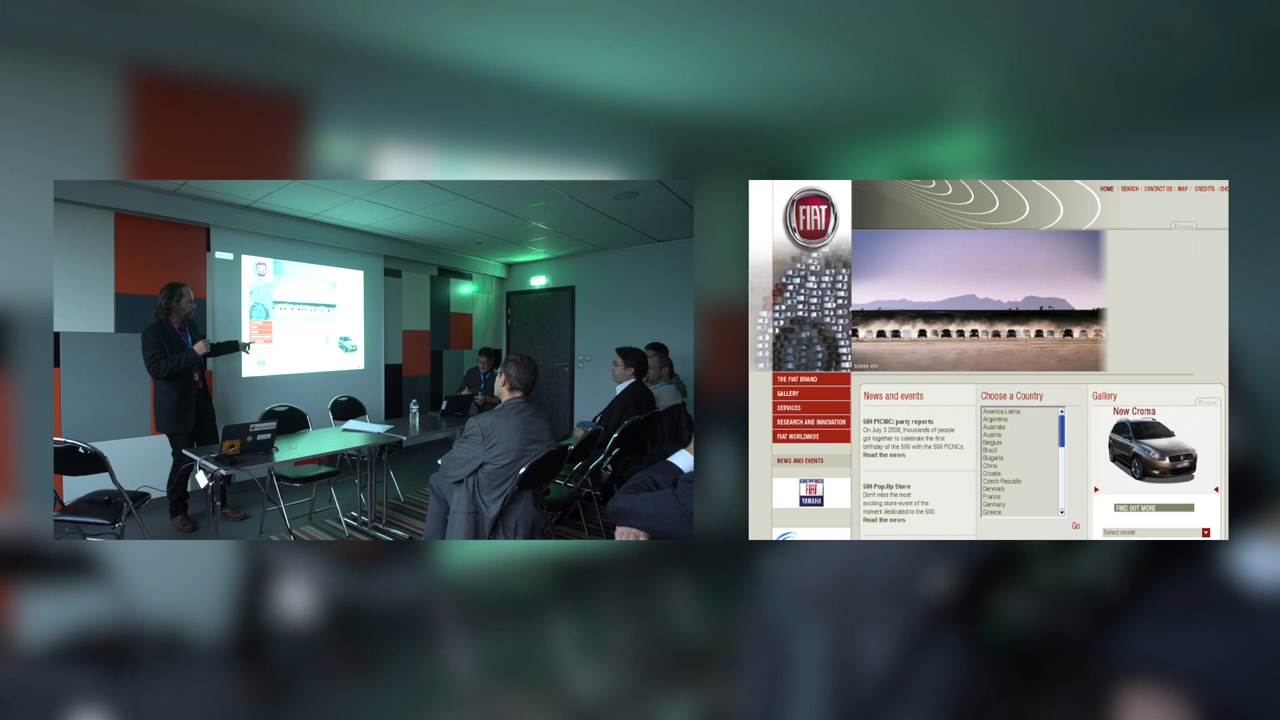 FIAT
HOME | SEARCH | CONTACT US | MAP | CREDITS | CHO
Bloquer
THE FIAT BRAND
GALLERY
SERVICES
RESEARCH AND INNOVATION
FIAT WORLDWIDE
NEWS AND EVENTS
FIAT
YAMAHA
News and events
500 PICNIC: party reports
On July 3 2008, thousands of people
got together to celebrate the first
birthday of the 500 with the 500 PICNICs.
Read the news
500 Pop.Up Store
Don't miss the most
exciting store-event of the
moment dedicated to the 500.
Read the news
Choose a Country
America Latina
Argentina
Australia
Austria
Belgium
Brazil
Bulgaria
China
Croatia
Czech Republic
Denmark
France
Germany
Greece
Go
Gallery
Bloquer
New Croma
FIND OUT MORE
Select model